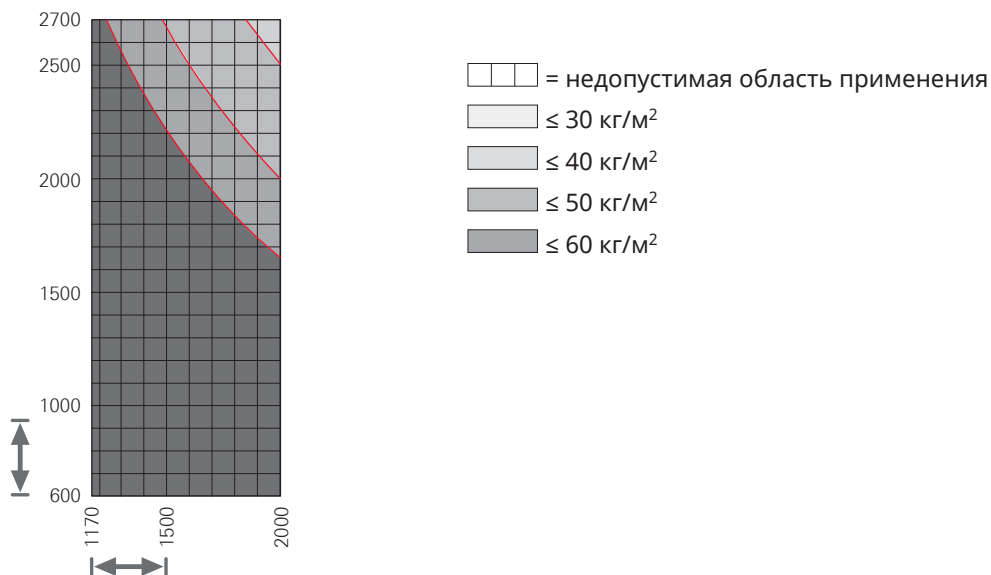 2700
2500
2000
1500
1000
600
1170
1500
2000
= недопустимая область применения
≤ 30 кг/м²
≤ 40 кг/м²
≤ 50 кг/м²
≤ 60 кг/м²